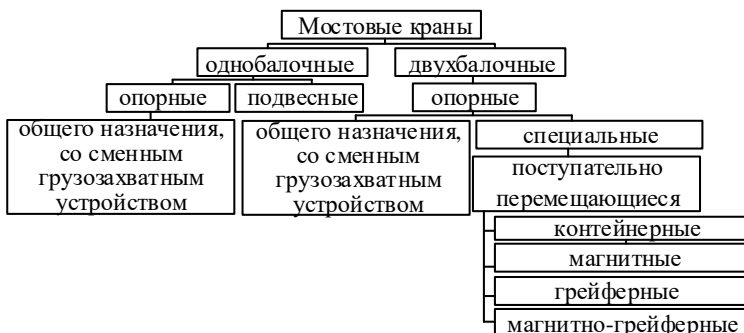 Мостовые краны
однобалочные
двухбалочные
опорные
подвесные
опорные
общего назначения,
со сменным
грузозахватным
устройством
общего назначения,
со сменным
грузозахватным
устройством
специальные
поступательно
перемещающиеся
контейнерные
магнитные
грейферные
магнитно-грейферные